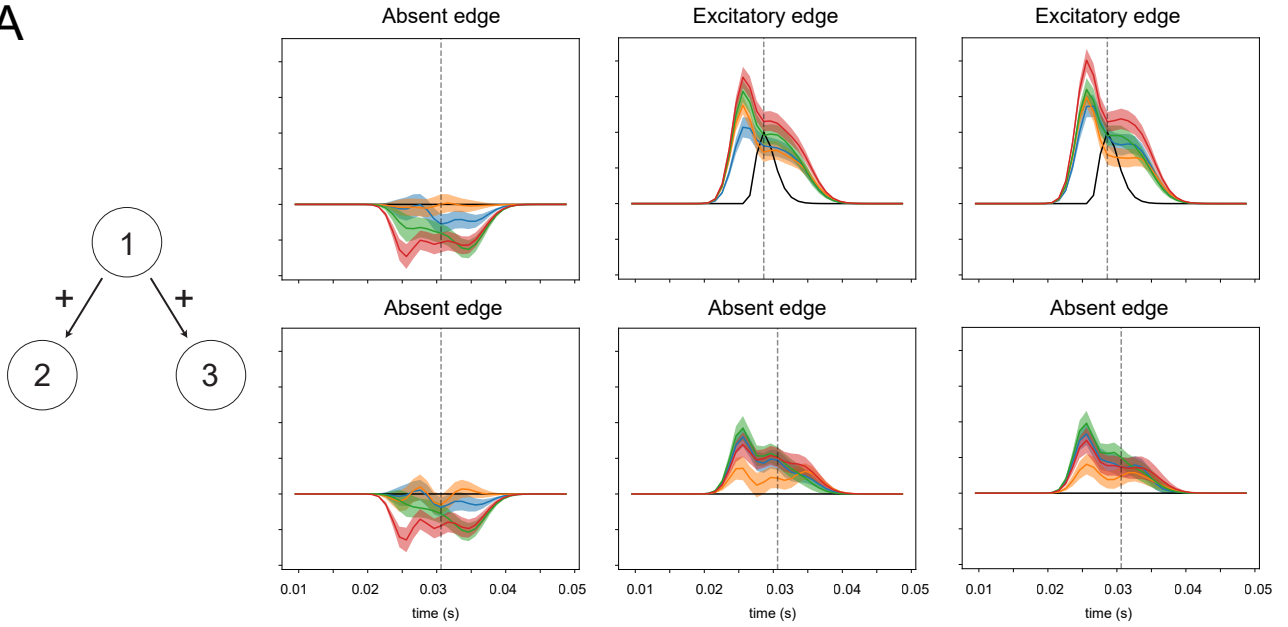 A
Absent edge
Excitatory edge
Excitatory edge
1
+
+
2
3
Absent edge
Absent edge
Absent edge
0.01 0.02 0.03 0.04 0.05
0.01 0.02 0.03 0.04 0.05
0.01 0.02 0.03 0.04 0.05
time (s)
time (s)
time (s)